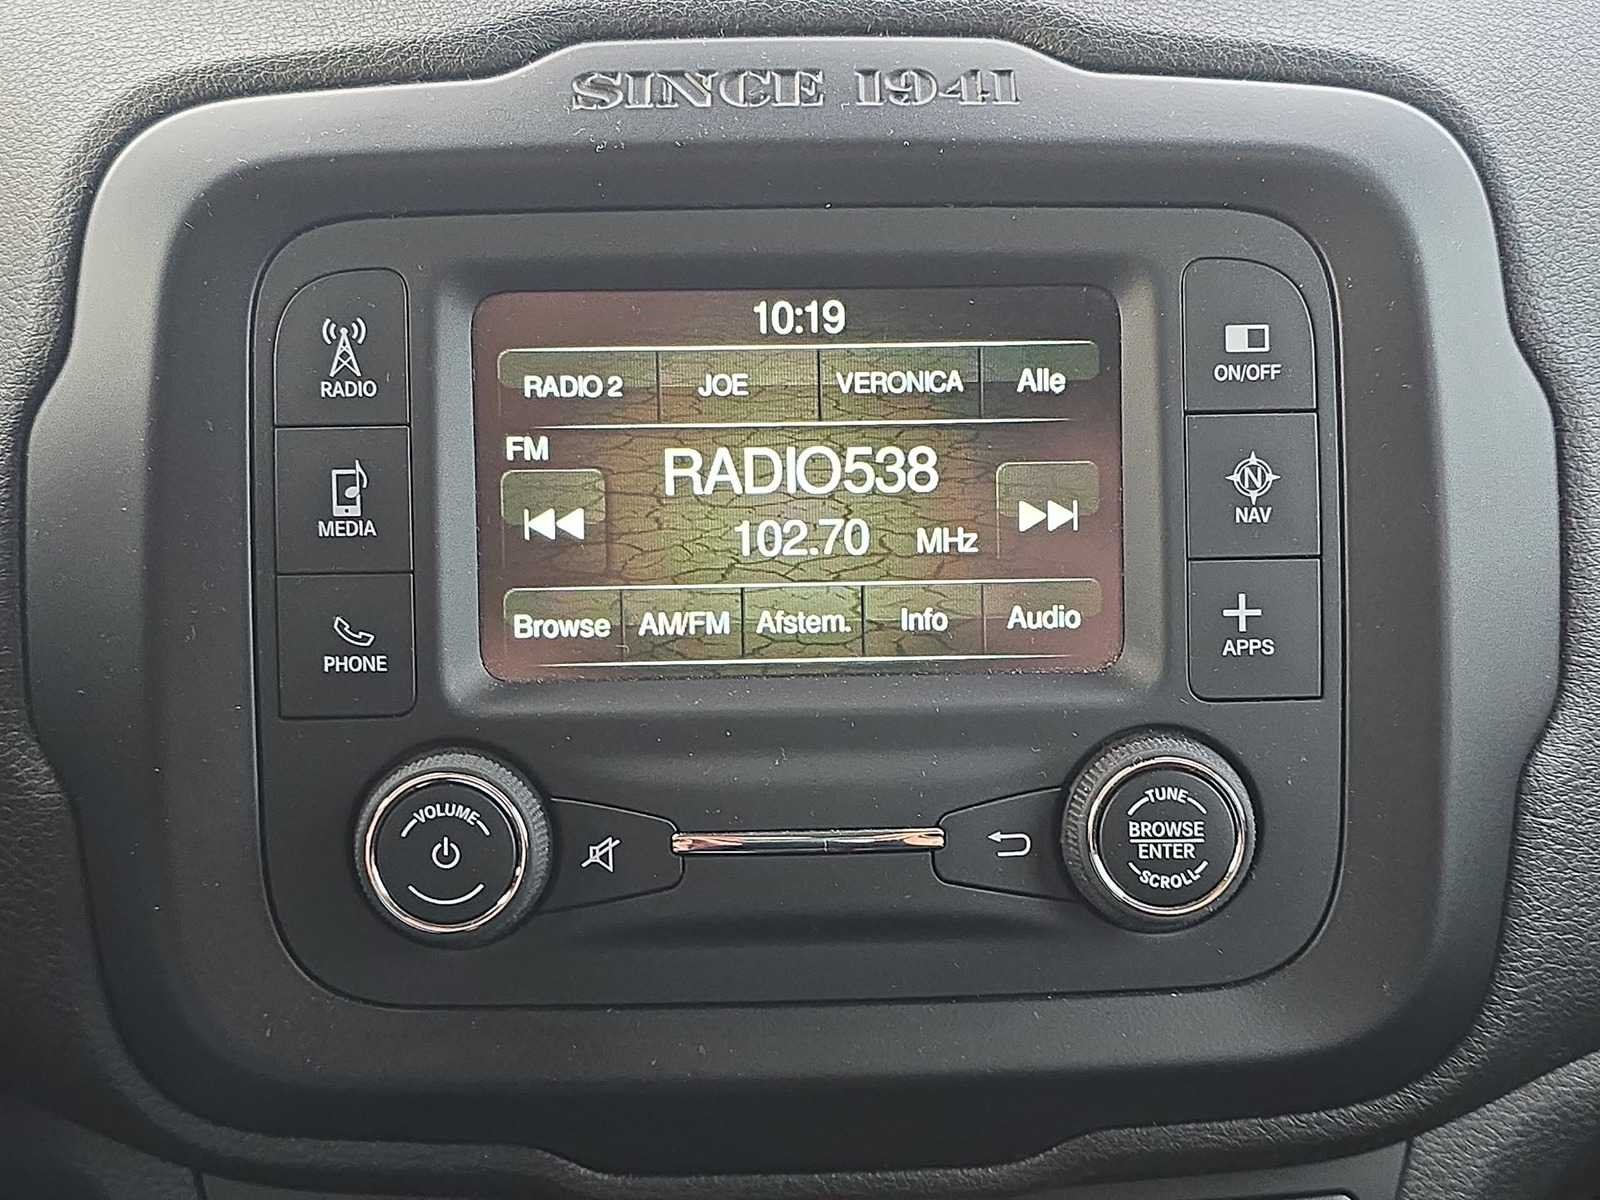 SINCE 1941
10:19
RADIO 2 JOE VERONICA Alle
FM
RADIO538
102.70 MHz
Browse AM/FM Afstem. Info Audio
RADIO
MEDIA
PHONE
ON/OFF
N
NAV
APPS
VOLUME
TUNE
BROWSE
ENTER
SCROLL